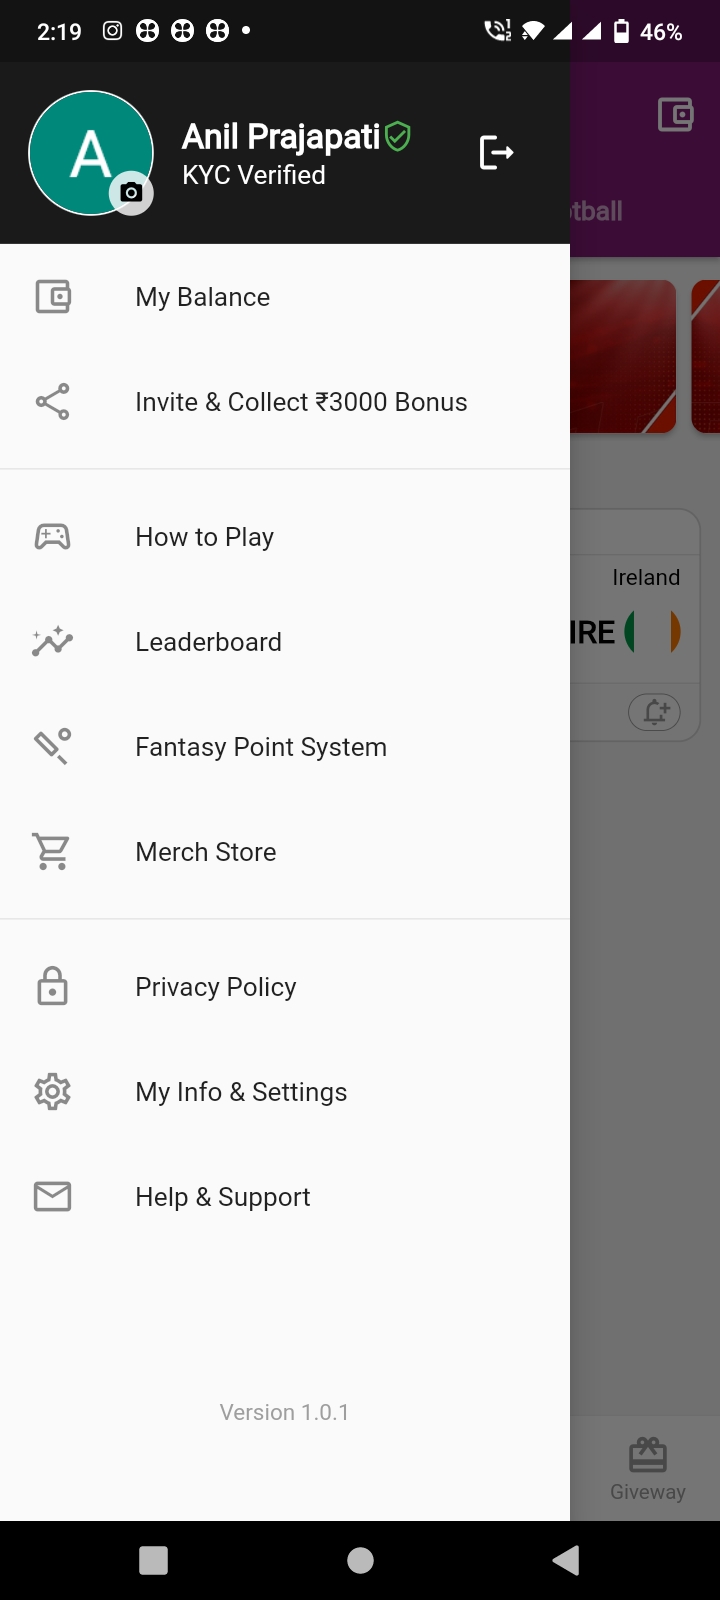 2:19
46%
Anil Prajapati
KYC Verified
A
tball
My Balance
Invite & Collect ₹3000 Bonus
How to Play
Ireland
IRE
Leaderboard
Fantasy Point System
Merch Store
Privacy Policy
My Info & Settings
Help & Support
Version 1.0.1
Giveway